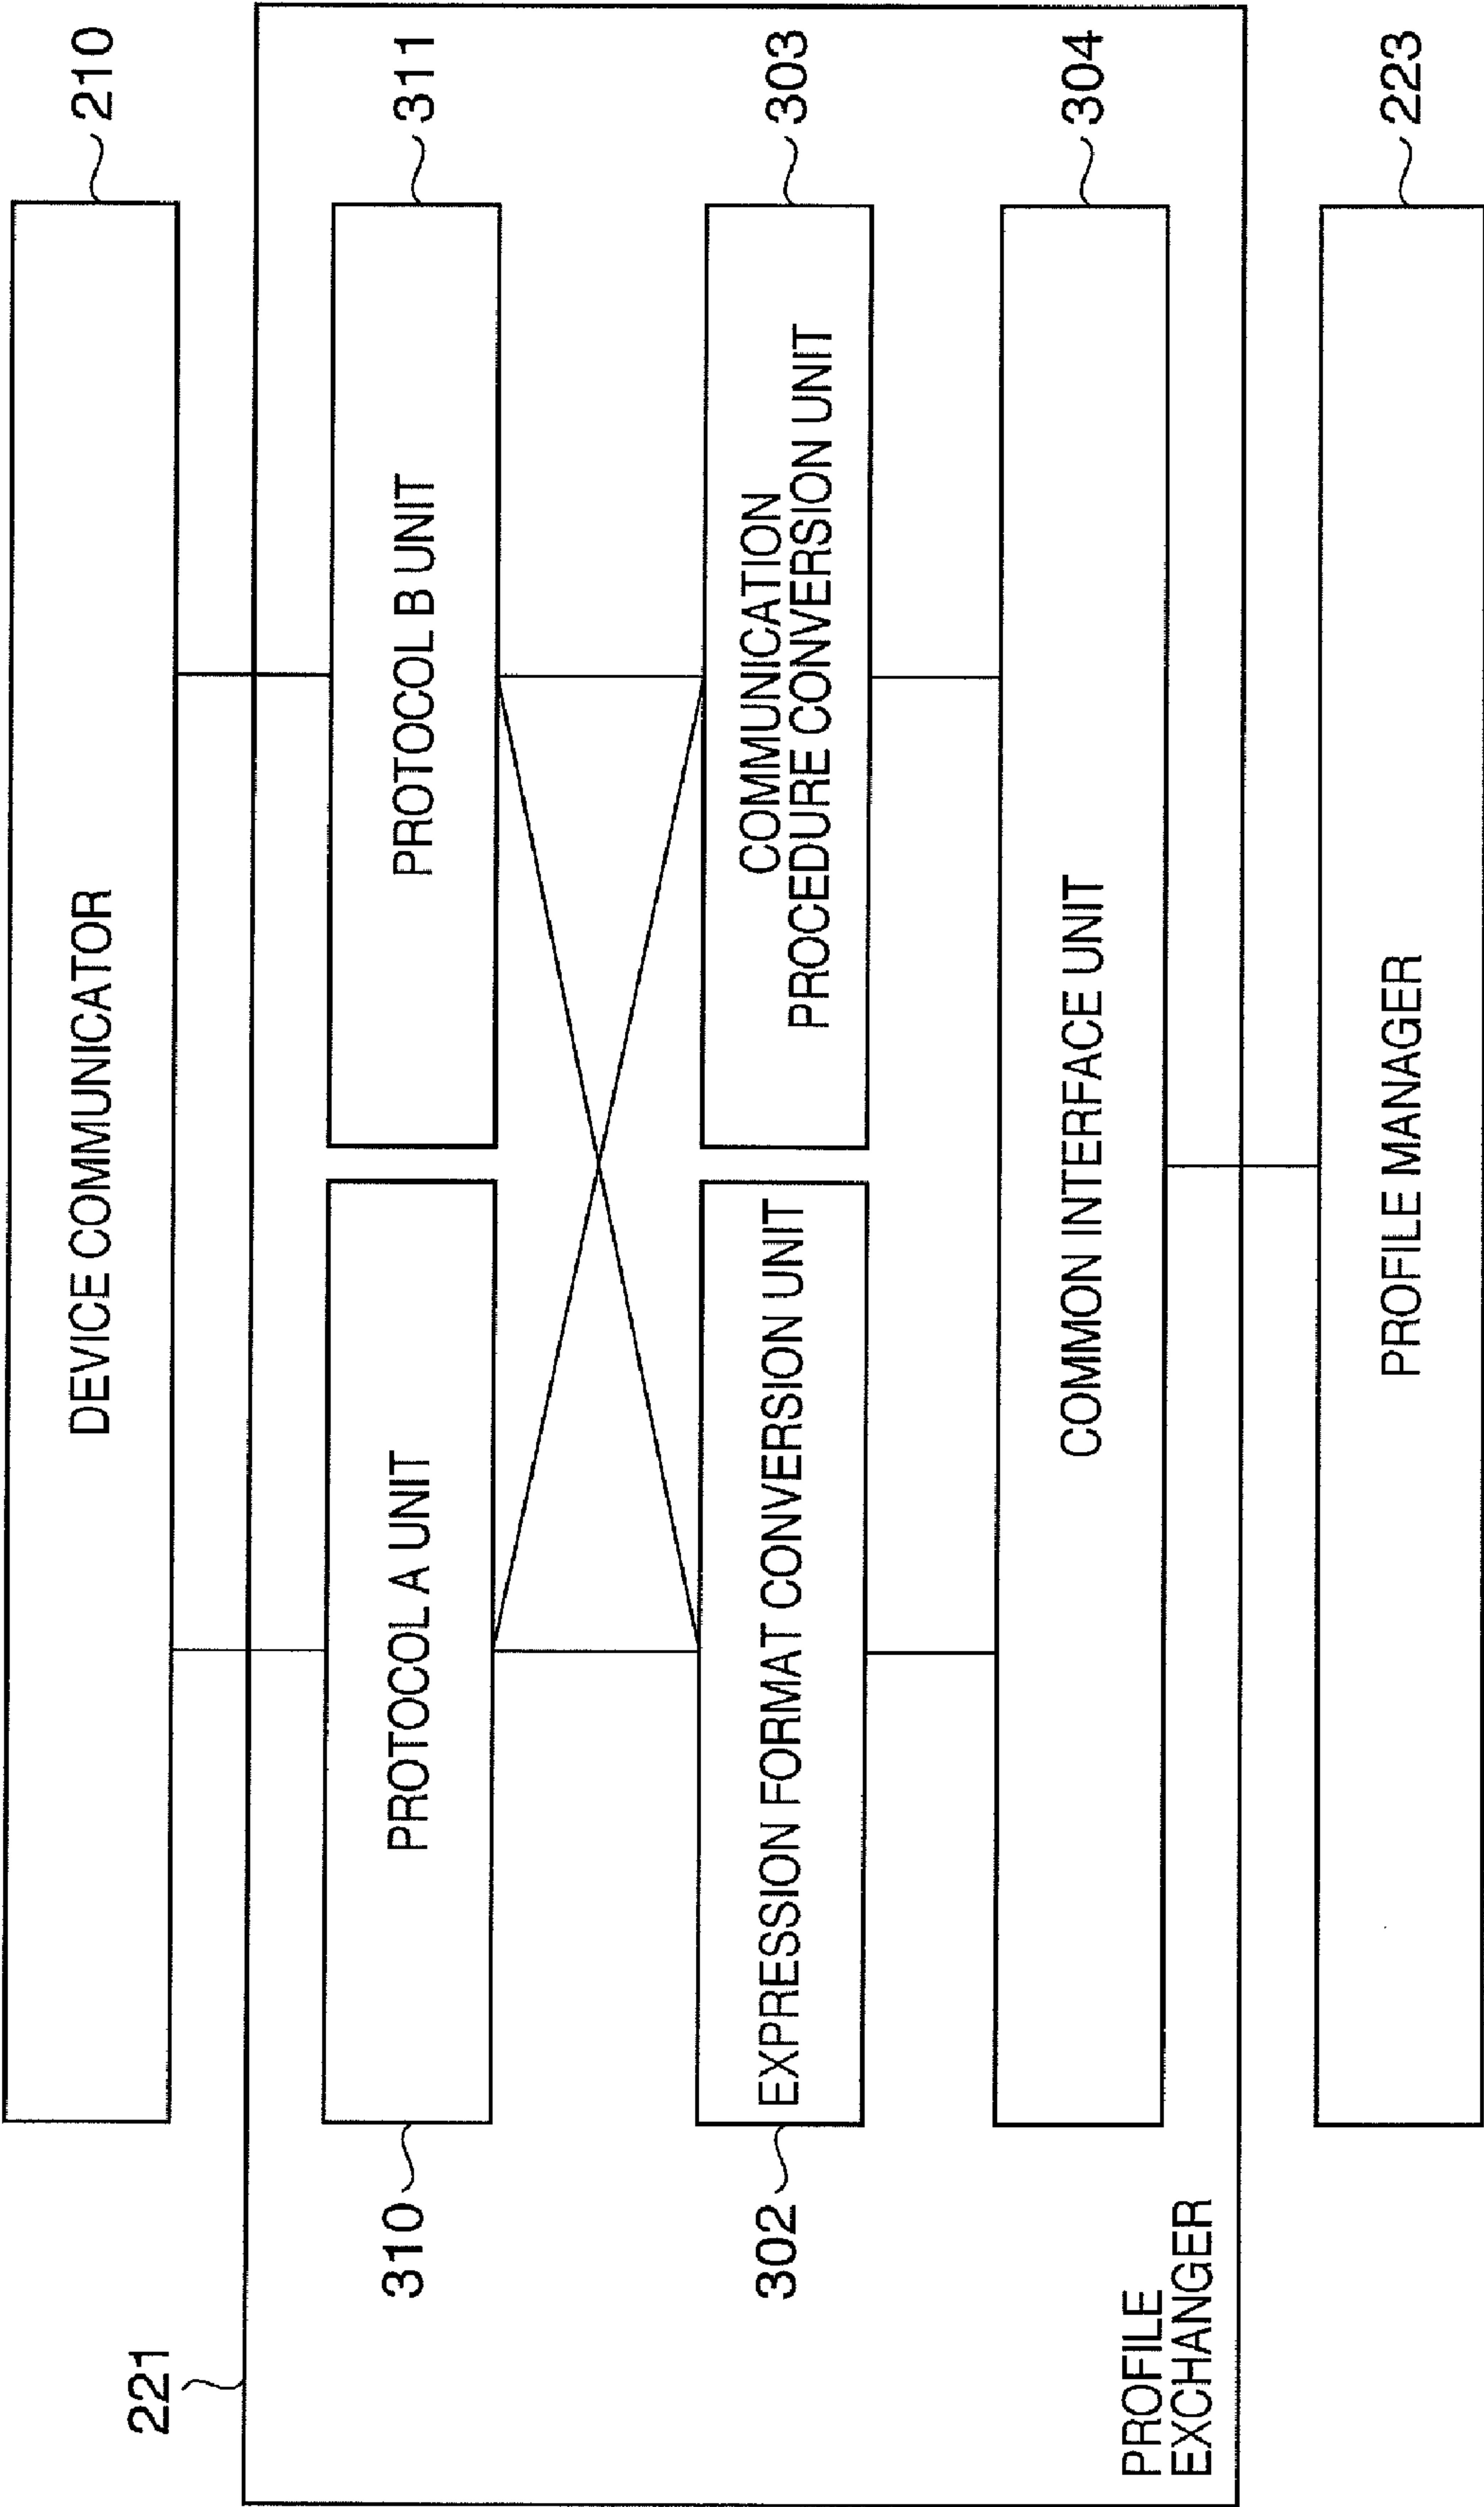 DEVICE COMMUNICATOR
210
221
310
PROTOCOL A UNIT
PROTOCOL B UNIT
311
302
EXPRESSION FORMAT CONVERSION UNIT
COMMUNICATION
PROCEDURE CONVERSION UNIT
303
COMMON INTERFACE UNIT
304
PROFILE
EXCHANGER
PROFILE MANAGER
223